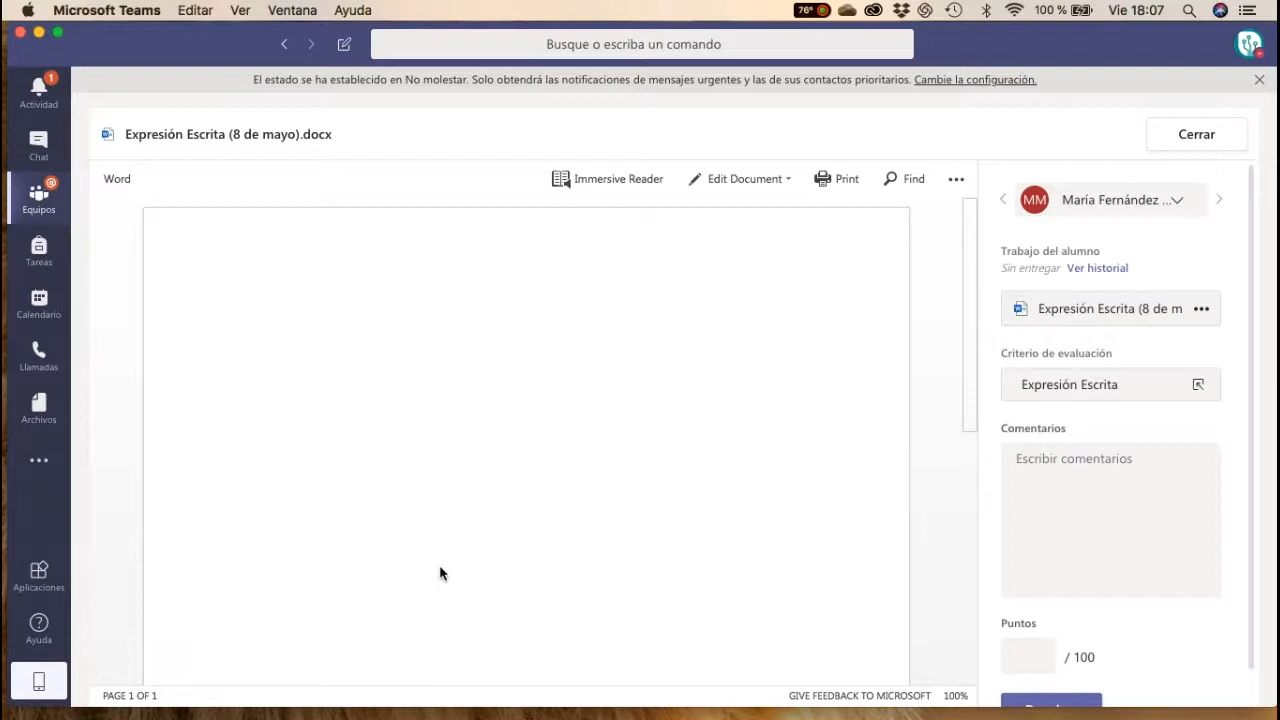 Microsoft Teams Editar Ver Ventana Ayuda 76° 100 % Vie 18:07
Busque o escriba un comando
El estado se ha establecido en No molestar. Solo obtendrá las notificaciones de mensajes urgentes y las de sus contactos prioritarios. Cambie la configuración.
1
Actividad
Chat
@
Equipos
Tareas
Calendario
Llamadas
Archivos
Aplicaciones
Ayuda
Expresión Escrita (8 de mayo).docx
Cerrar
Word Immersive Reader Edit Document Print Find
MM María Fernández ...
Trabajo del alumno
Sin entregar Ver historial
Expresión Escrita (8 de m
Criterio de evaluación
Expresión Escrita
Comentarios
Escribir comentarios
Puntos
/ 100
PAGE 1 OF 1 GIVE FEEDBACK TO MICROSOFT 100%